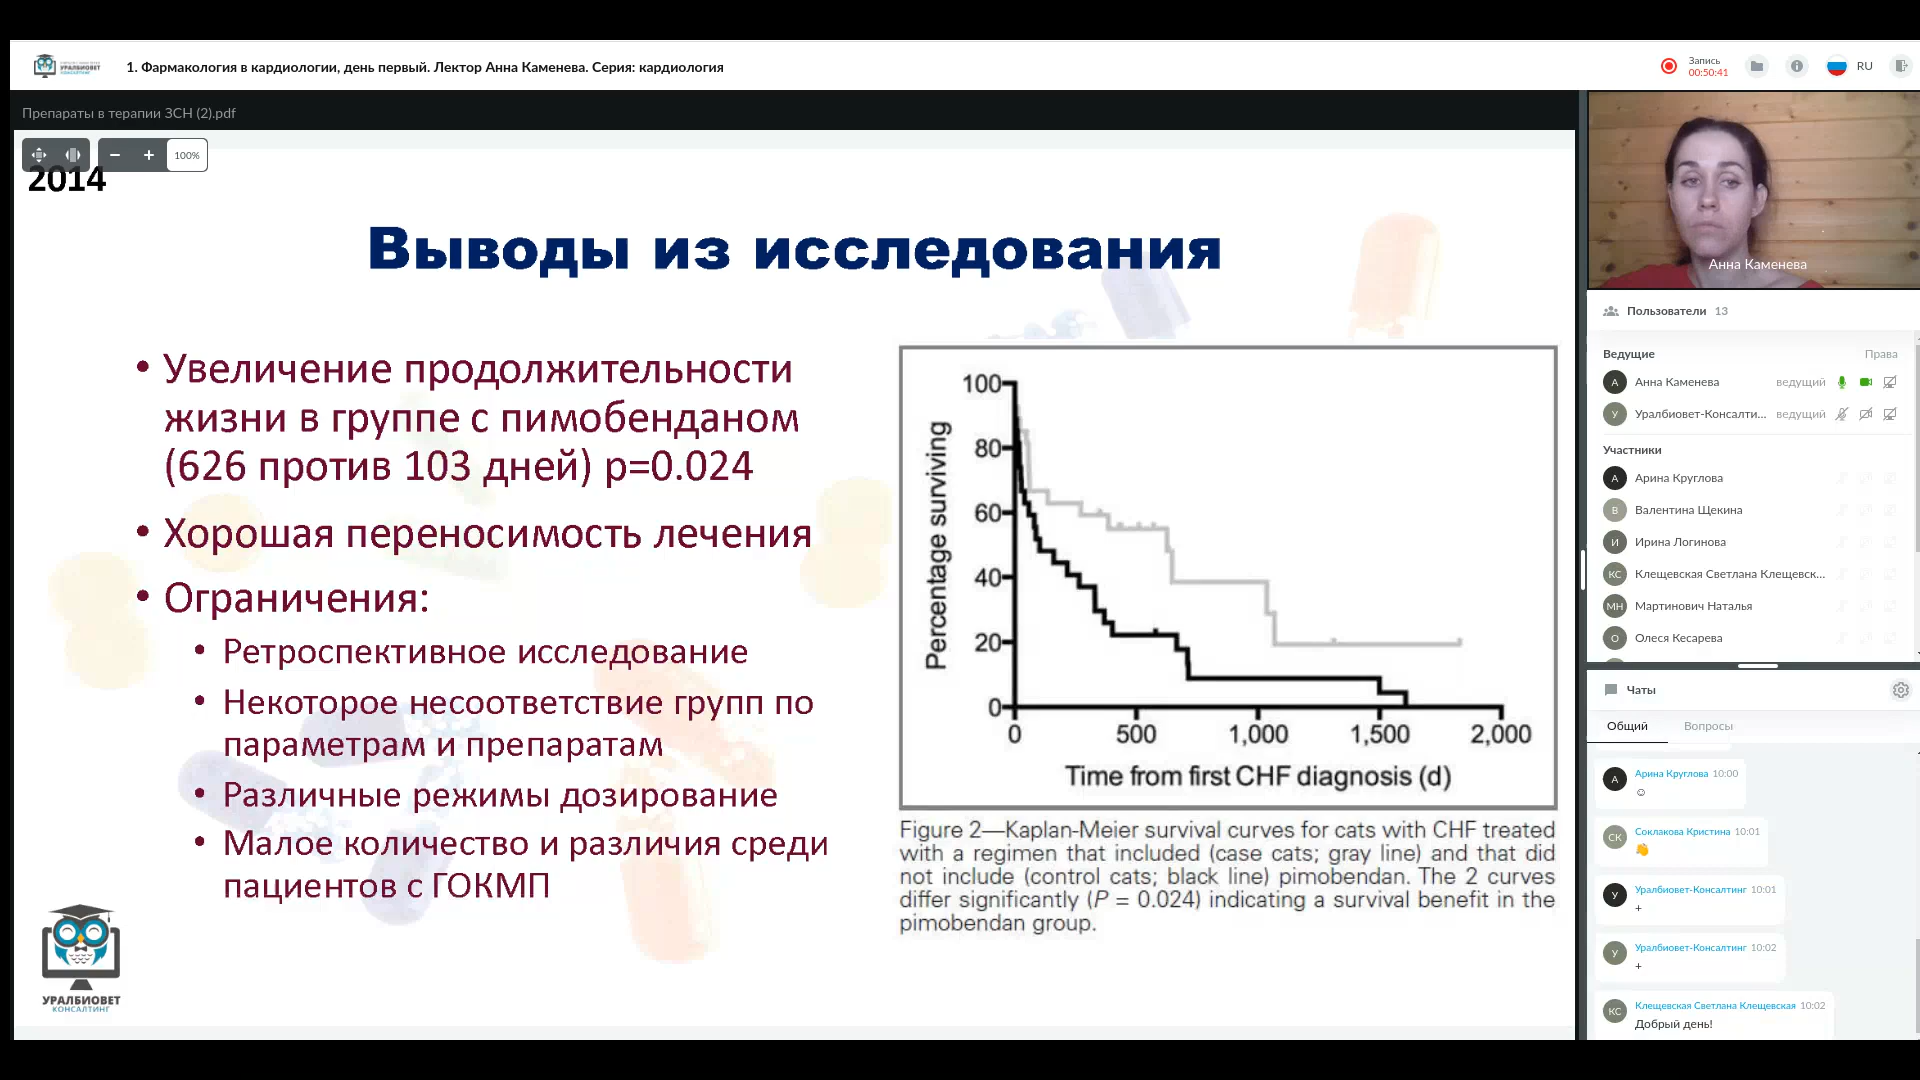 УРАЛБИОВЕТ
КОНСАЛТИНГ
1. Фармакология в кардиологии, день первый. Лектор Анна Каменева. Серия: кардиология
Запись
00:50:41
RU
Препараты в терапии ЗСН (2).pdf
100%
2014
Выводы из исследования
• Увеличение продолжительности
жизни в группе с пимобенданом
(626 против 103 дней) p=0.024
• Хорошая переносимость лечения
• Ограничения:
• Ретроспективное исследование
• Некоторое несоответствие групп по
параметрам и препаратам
• Различные режимы дозирование
• Малое количество и различия среди
пациентов с ГОКМП
УРАЛБИОВЕТ
КОНСАЛТИНГ
Percentage surviving
100
80
60
40
20
0
0 500 1,000 1,500 2,000
Time from first CHF diagnosis (d)
Figure 2—Kaplan-Meier survival curves for cats with CHF treated
with a regimen that included (case cats; gray line) and that did
not include (control cats; black line) pimobendan. The 2 curves
differ significantly (P = 0.024) indicating a survival benefit in the
pimobendan group.
Анна Каменева
Пользователи 13
Ведущие Права
А Анна Каменева ведущий
У Уралбиовет-Консалти... ведущий
Участники
А Арина Круглова
В Валентина Щекина
И Ирина Логинова
КС Клещевская Светлана Клещевск...
МН Мартинович Наталья
О Олеся Кесарева
Чаты
Общий Вопросы
А Арина Круглова 10:00
☺
СК Соклакова Кристина 10:01
👏
У Уралбиовет-Консалтинг 10:01
+
У Уралбиовет-Консалтинг 10:02
+
КС Клещевская Светлана Клещевская 10:02
Добрый день!